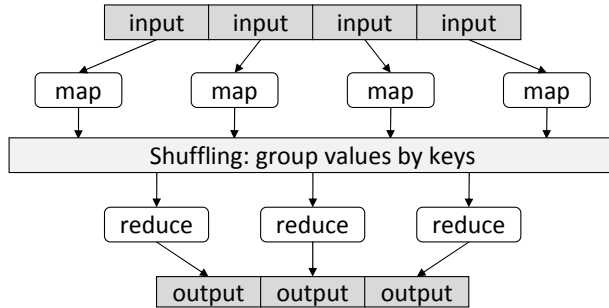 input input input input
map map map map
Shuffling: group values by keys
reduce reduce reduce
output output output